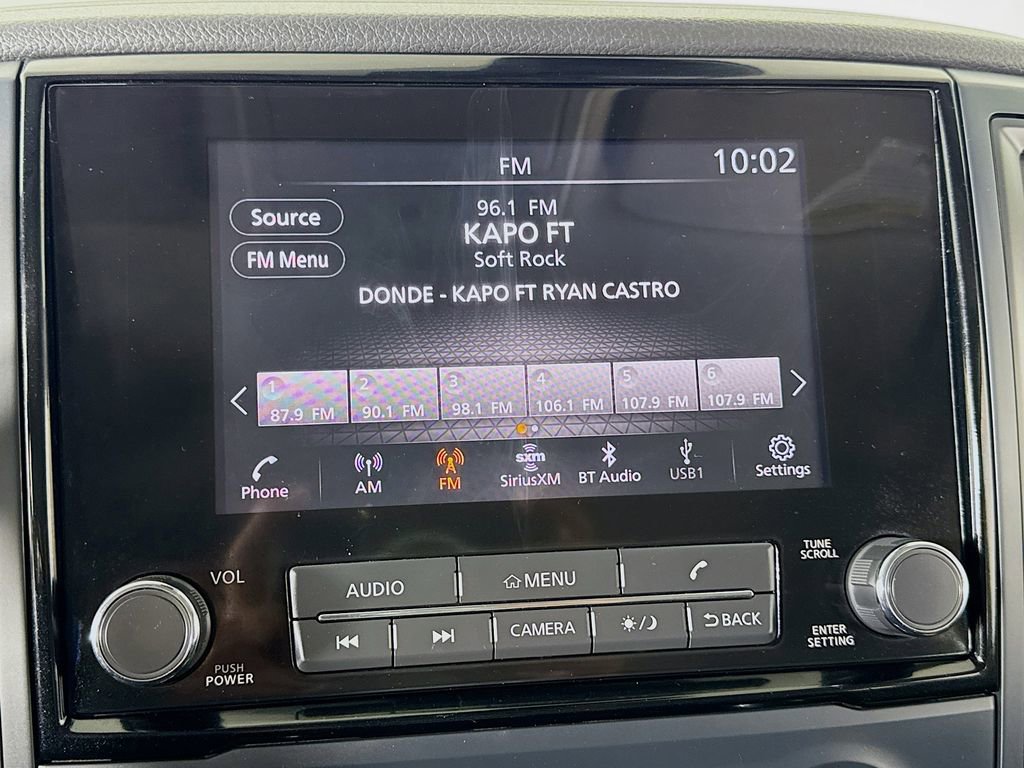 FM
10:02
Source
FM Menu
96.1 FM
KAPO FT
Soft Rock
DONDE - KAPO FT RYAN CASTRO
1
87.9 FM
2
90.1 FM
3
98.1 FM
4
106.1 FM
5
107.9 FM
6
107.9 FM
Phone
AM
FM
sxm
SiriusXM
BT Audio
USB1
Settings
VOL
PUSH
POWER
AUDIO
MENU
CAMERA
BACK
TUNE
SCROLL
ENTER
SETTING